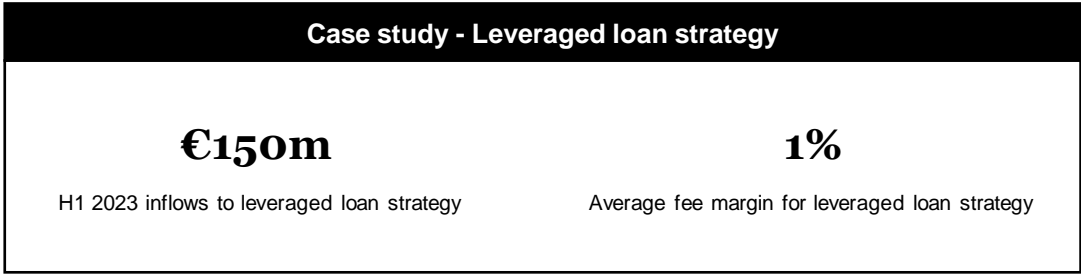 Case study - Leveraged loan strategy
€150m
1%
H1 2023 inflows to leveraged loan strategy
Average fee margin for leveraged loan strategy